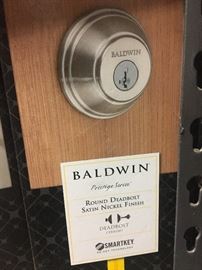 BALDWIN
BALDWIN
Prestige Series
ROUND DEADBOLT
SATIN NICKEL FINISH
DEADBOLT
SMARTKEY